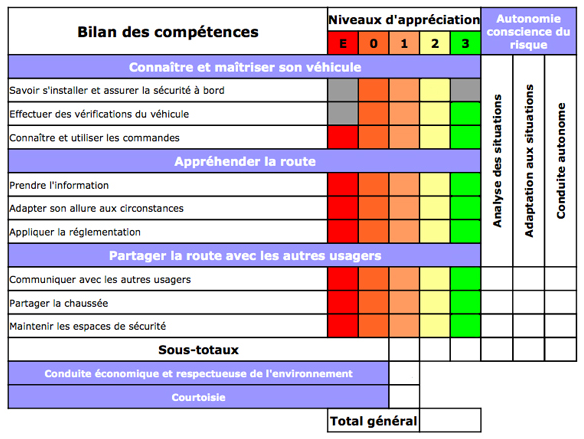 Bilan des compétences
Niveaux d'appréciation
Autonomie
conscience du
risque
E 0 1 2 3
Connaître et maîtriser son véhicule
Savoir s'installer et assurer la sécurité à bord
Effectuer des vérifications du véhicule
Connaître et utiliser les commandes
Appréhender la route
Prendre l'information
Adapter son allure aux circonstances
Appliquer la réglementation
Partager la route avec les autres usagers
Analyse des situations
Adaptation aux situations
Conduite autonome
Communiquer avec les autres usagers
Partager la chaussée
Maintenir les espaces de sécurité
Sous-totaux
Conduite économique et respectueuse de l'environnement
Courtoisie
Total général